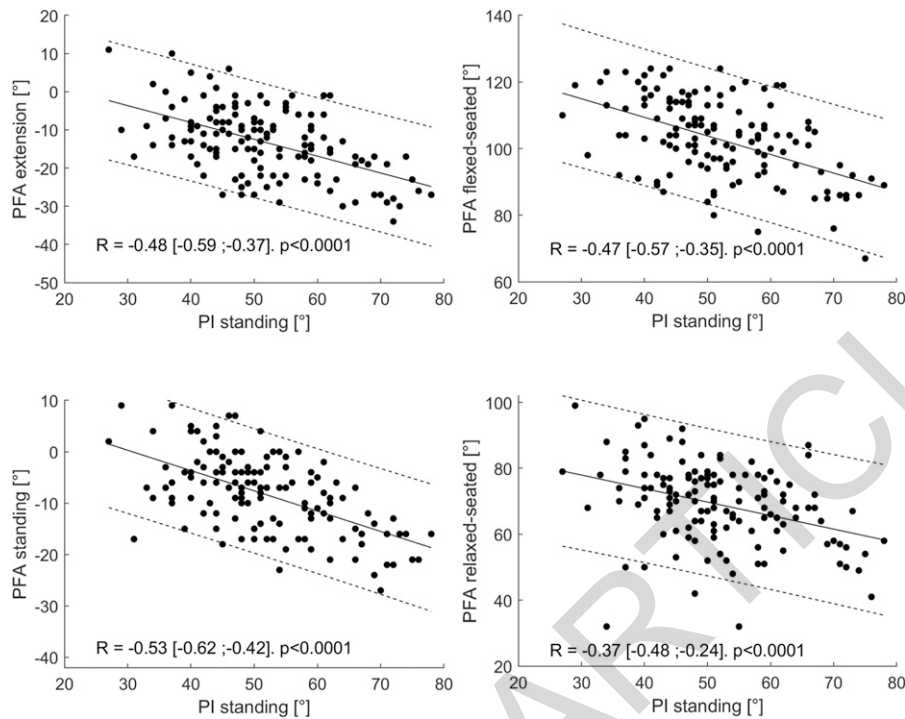 20
10
0
-10
-20
-30
-40
-50
PFA extension [°]
R = -0.48 [-0.59 ;-0.37]. p<0.0001
20 30 40 50 60 70 80
PI standing [°]
140
120
100
80
60
PFA flexed-seated [°]
R = -0.47 [-0.57 ;-0.35]. p<0.0001
20 30 40 50 60 70 80
PI standing [°]
10
0
-10
-20
-30
-40
PFA standing [°]
R = -0.53 [-0.62 ;-0.42]. p<0.0001
20 30 40 50 60 70 80
PI standing [°]
100
80
60
40
20
PFA relaxed-seated [°]
R = -0.37 [-0.48 ;-0.24]. p<0.0001
20 30 40 50 60 70 80
PI standing [°]
ARTICL